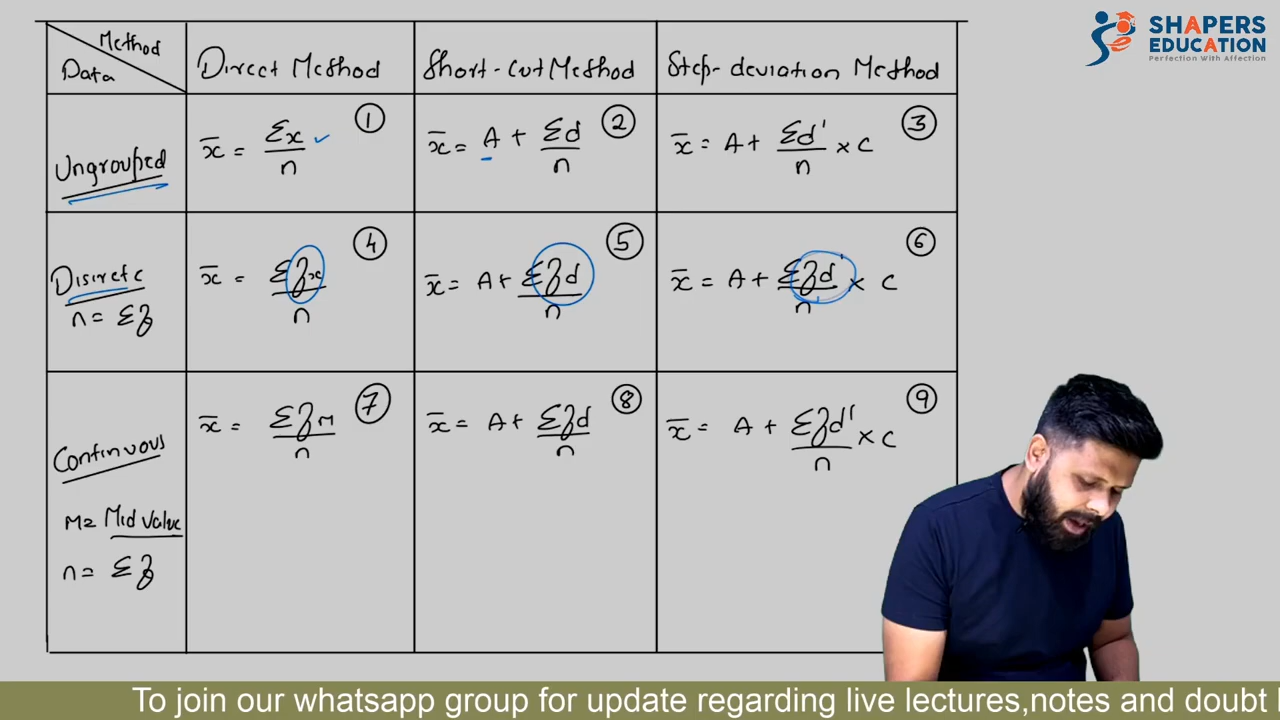 SHAPERS
EDUCATION
Perfection With Affection
Method
Data
Direct Method
Short-cut Method
Step-deviation Method
Ungrouped
x̄ = Σx / n ①
x̄ = A + Σd / n ②
x̄ = A + Σd' / n × C ③
Discrete
n = Σf
x̄ = Σfx / n ④
x̄ = A + Σfd / n ⑤
x̄ = A + Σfd' / n × C ⑥
Continuous
M = Mid Value
n = Σf
x̄ = Σfm / n ⑦
x̄ = A + Σfd / n ⑧
x̄ = A + Σfd' / n × C ⑨
To join our whatsapp group for update regarding live lectures,notes and doubt